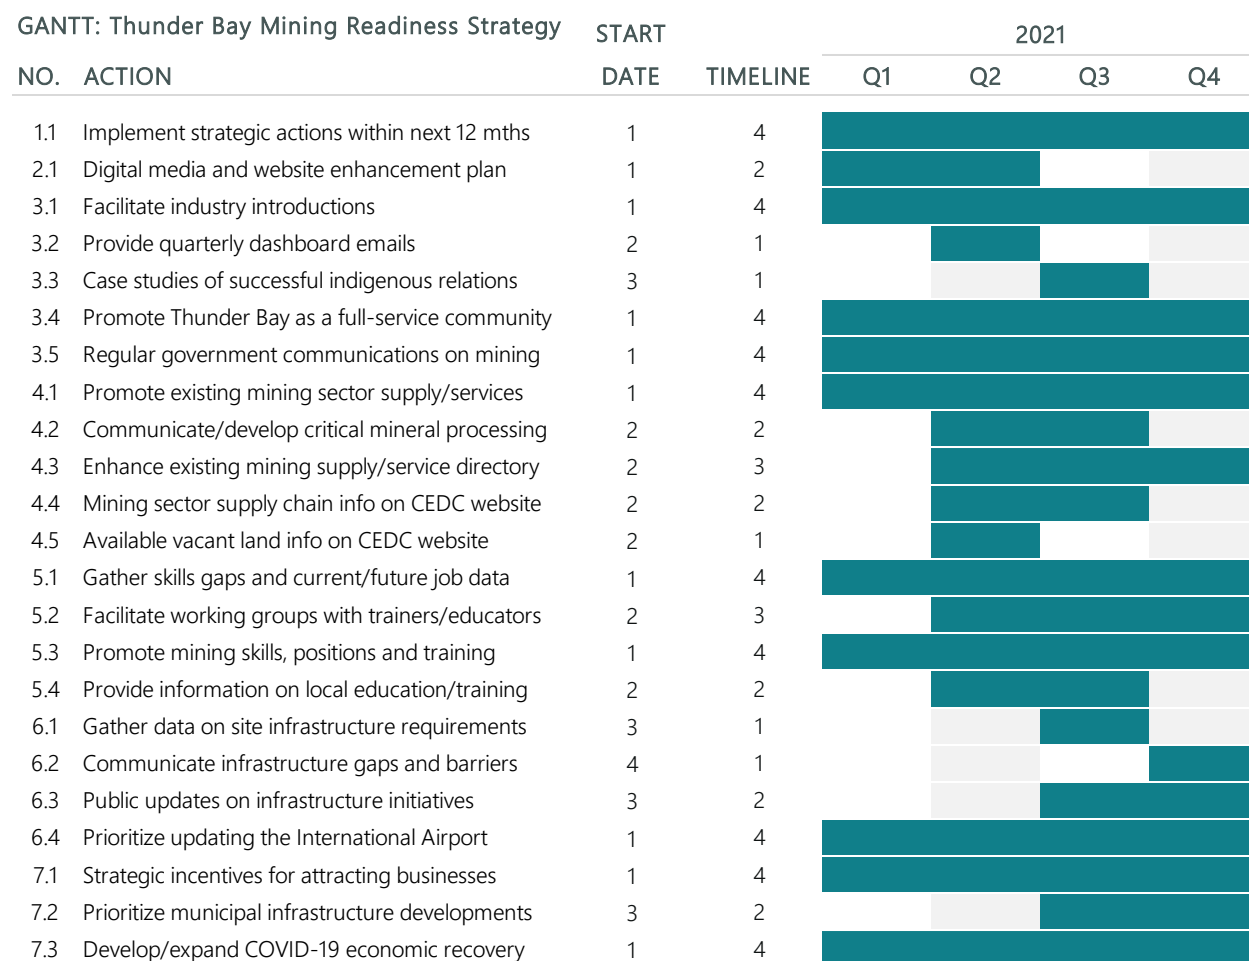 GANTT: Thunder Bay Mining Readiness Strategy START 2021
NO. ACTION DATE TIMELINE Q1 Q2 Q3 Q4
1.1 Implement strategic actions within next 12 mths 1 4
2.1 Digital media and website enhancement plan 1 2
3.1 Facilitate industry introductions 1 4
3.2 Provide quarterly dashboard emails 2 1
3.3 Case studies of successful indigenous relations 3 1
3.4 Promote Thunder Bay as a full-service community 1 4
3.5 Regular government communications on mining 1 4
4.1 Promote existing mining sector supply/services 1 4
4.2 Communicate/develop critical mineral processing 2 2
4.3 Enhance existing mining supply/service directory 2 3
4.4 Mining sector supply chain info on CEDC website 2 2
4.5 Available vacant land info on CEDC website 2 1
5.1 Gather skills gaps and current/future job data 1 4
5.2 Facilitate working groups with trainers/educators 2 3
5.3 Promote mining skills, positions and training 1 4
5.4 Provide information on local education/training 2 2
6.1 Gather data on site infrastructure requirements 3 1
6.2 Communicate infrastructure gaps and barriers 4 1
6.3 Public updates on infrastructure initiatives 3 2
6.4 Prioritize updating the International Airport 1 4
7.1 Strategic incentives for attracting businesses 1 4
7.2 Prioritize municipal infrastructure developments 3 2
7.3 Develop/expand COVID-19 economic recovery 1 4